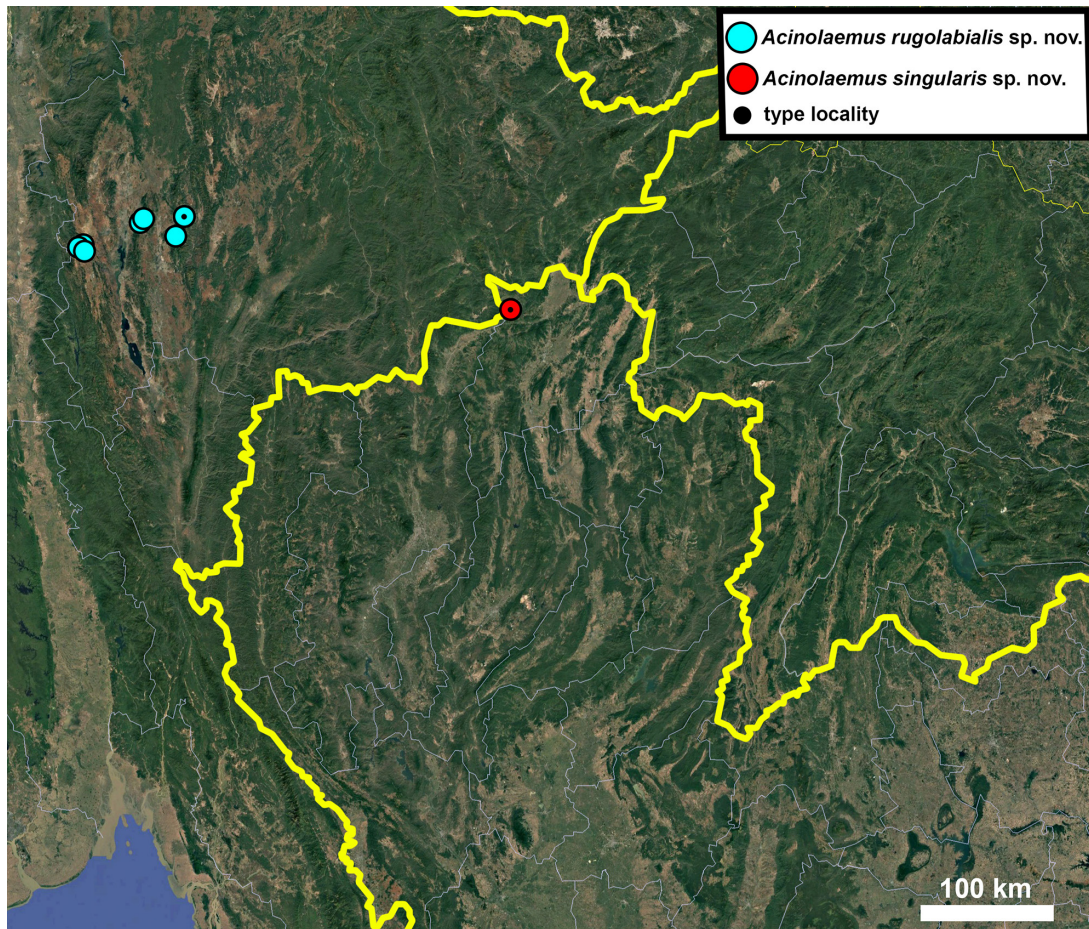 Acinolaemus rugolabialis sp. nov.
Acinolaemus singularis sp. nov.
type locality
100 km